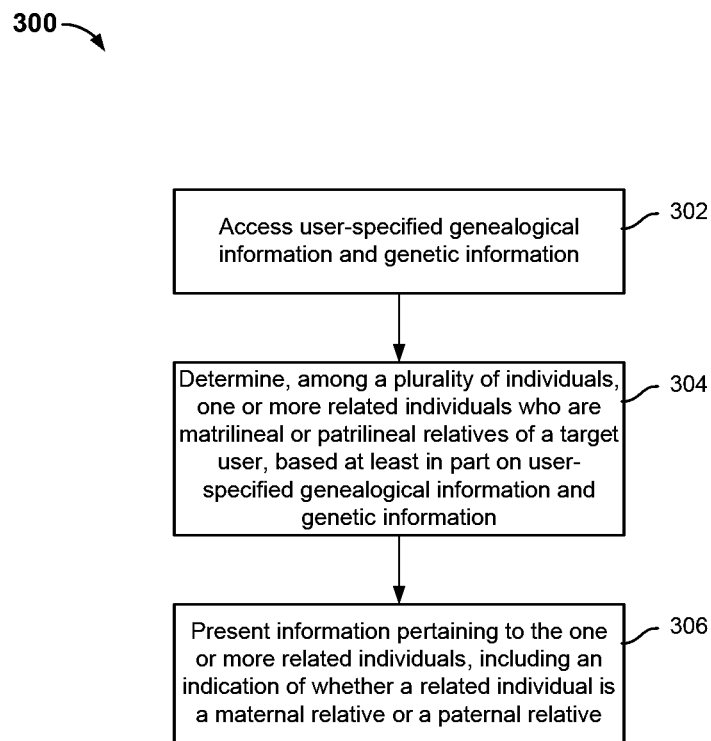 300
Access user-specified genealogical
information and genetic information
302
Determine, among a plurality of individuals,
one or more related individuals who are
matrilineal or patrilineal relatives of a target
user, based at least in part on user-
specified genealogical information and
genetic information
304
Present information pertaining to the one
or more related individuals, including an
indication of whether a related individual is
a maternal relative or a paternal relative
306